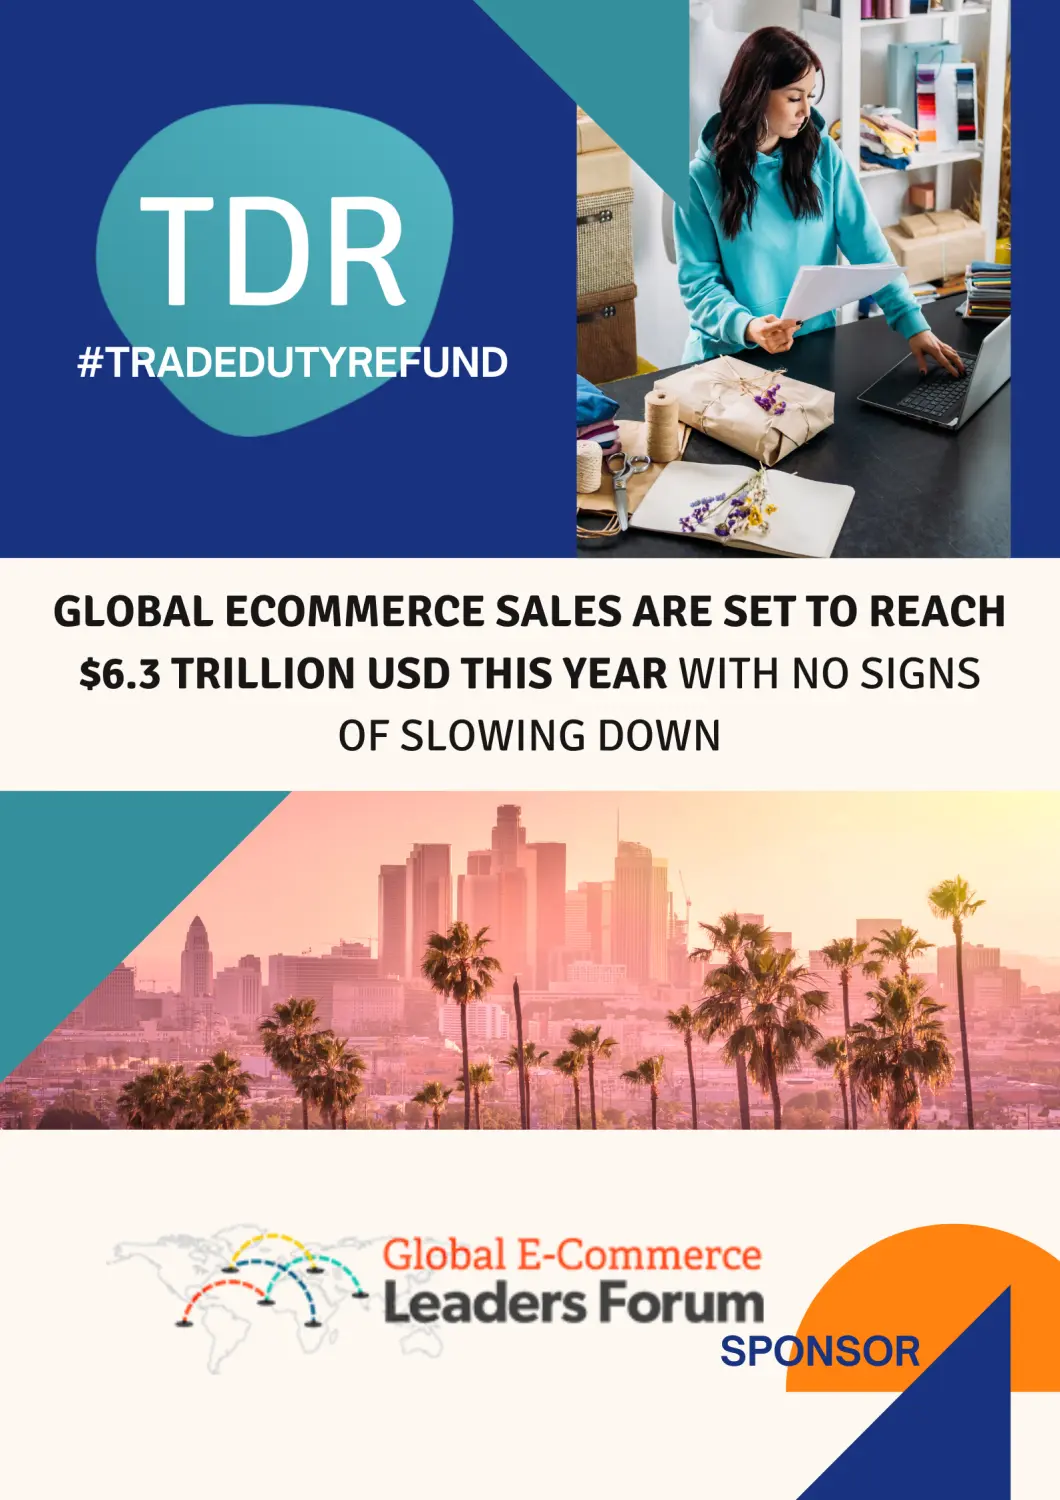 TDR
#TRADEDUTYREFUND
GLOBAL ECOMMERCE SALES ARE SET TO REACH
$6.3 TRILLION USD THIS YEAR WITH NO SIGNS
OF SLOWING DOWN
Global E-Commerce
Leaders Forum
SPONSOR